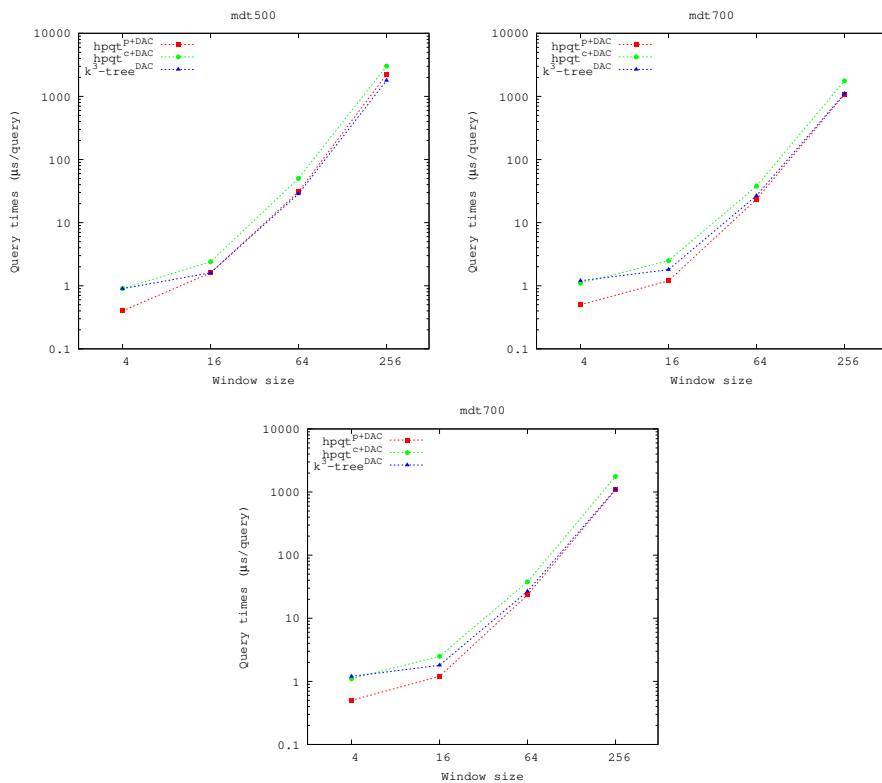 mdt500
10000
1000
100
10
1
0.1
Query times (μs/query)
hpqt^p+DAC
hpqt^c+DAC
k^3-tree^DAC
4 16 64 256
Window size
mdt700
10000
1000
100
10
1
0.1
Query times (μs/query)
hpqt^p+DAC
hpqt^c+DAC
k^3-tree^DAC
4 16 64 256
Window size
mdt700
10000
1000
100
10
1
0.1
Query times (μs/query)
hpqt^p+DAC
hpqt^c+DAC
k^3-tree^DAC
4 16 64 256
Window size